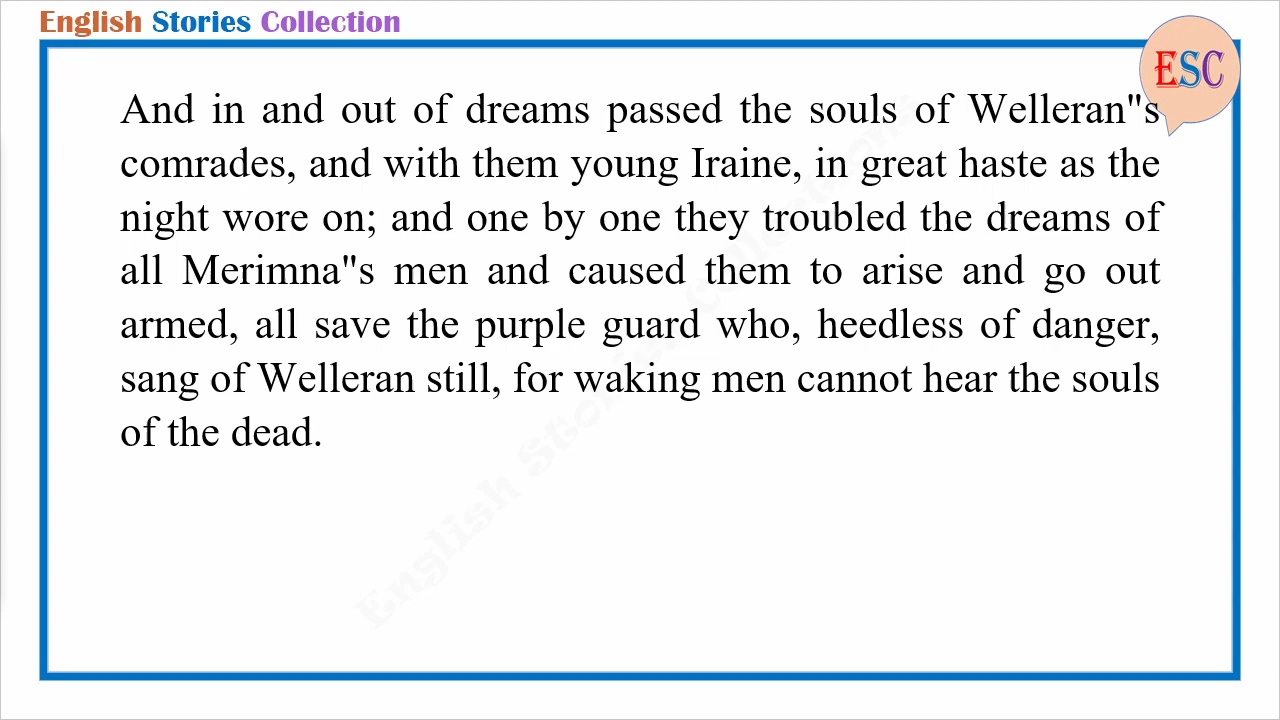 English Stories Collection
ESC
And in and out of dreams passed the souls of Welleran"s
comrades, and with them young Iraine, in great haste as the
night wore on; and one by one they troubled the dreams of
all Merimna"s men and caused them to arise and go out
armed, all save the purple guard who, heedless of danger,
sang of Welleran still, for waking men cannot hear the souls
of the dead.
English Stories Collections